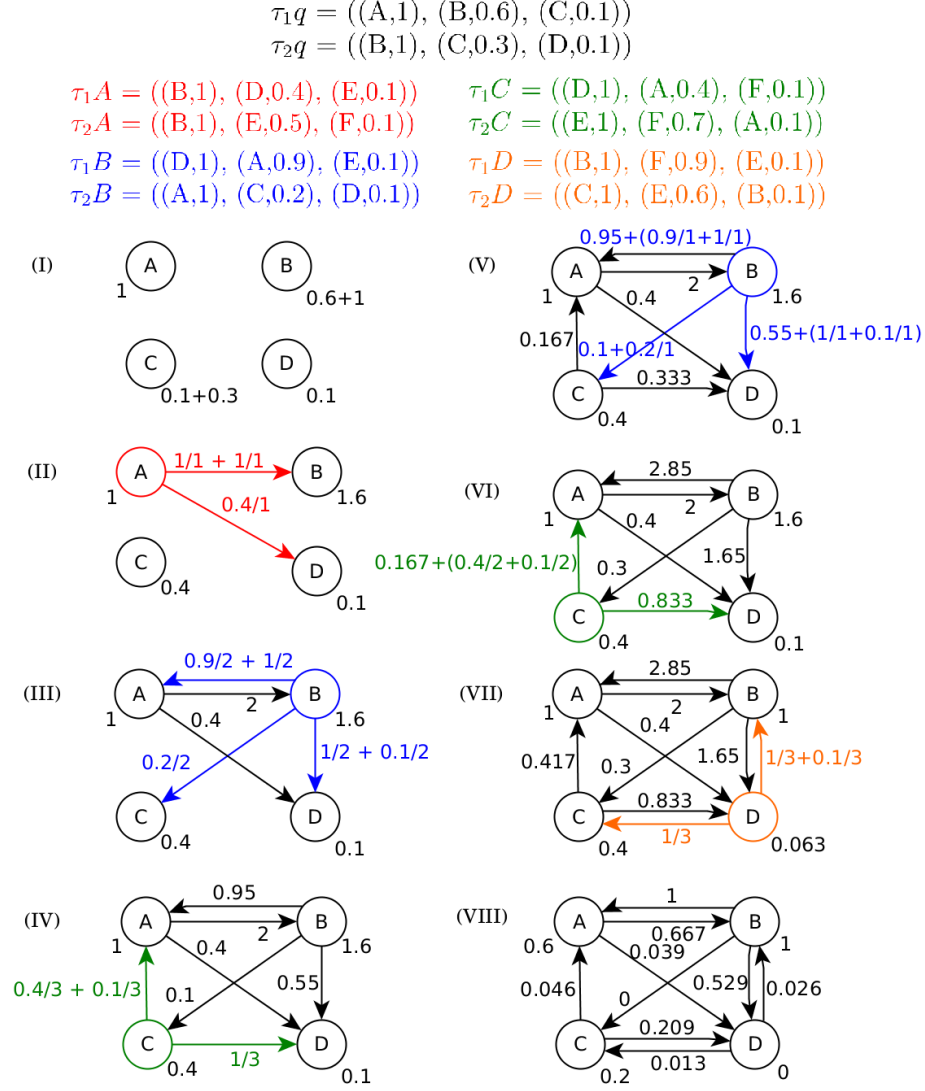 τ₁q = ((A,1), (B,0.6), (C,0.1))
τ₂q = ((B,1), (C,0.3), (D,0.1))
τ₁A = ((B,1), (D,0.4), (E,0.1))
τ₂A = ((B,1), (E,0.5), (F,0.1))
τ₁B = ((D,1), (A,0.9), (E,0.1))
τ₂B = ((A,1), (C,0.2), (D,0.1))
τ₁C = ((D,1), (A,0.4), (F,0.1))
τ₂C = ((E,1), (F,0.7), (A,0.1))
τ₁D = ((B,1), (F,0.9), (E,0.1))
τ₂D = ((C,1), (E,0.6), (B,0.1))
(I)
A
B
1
0.6+1
C
D
0.1+0.3
0.1
(II)
A
1/1 + 1/1
B
1
1.6
0.4/1
C
D
0.4
0.1
(III)
0.9/2 + 1/2
A
B
2
1
0.4
1.6
0.2/2
1/2 + 0.1/2
C
D
0.4
0.1
(IV)
0.95
A
B
2
1
0.4
1.6
0.4/3 + 0.1/3
0.1
0.55
C
D
1/3
0.4
0.1
(V)
0.95+(0.9/1+1/1)
A
B
2
1
0.4
1.6
0.167
0.1+0.2/1
0.55+(1/1+0.1/1)
0.333
C
D
0.4
0.1
(VI)
2.85
A
B
2
1
0.4
1.6
0.167+(0.4/2+0.1/2)
0.3
1.65
0.833
C
D
0.4
0.1
(VII)
2.85
A
B
2
1
0.4
1
0.417
0.3
1.65
1/3+0.1/3
0.833
C
D
1/3
0.4
0.063
(VIII)
1
A
B
0.667
0.6
0.039
1
0.046
0
0.529
0.026
0.209
C
D
0.013
0.2
0